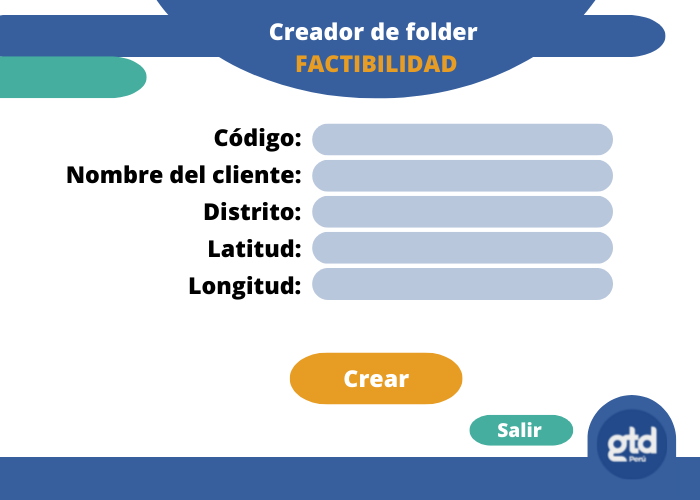 Creador de folder
FACTIBILIDAD
Código:
Nombre del cliente:
Distrito:
Latitud:
Longitud:
Crear
Salir
gtd
Perú